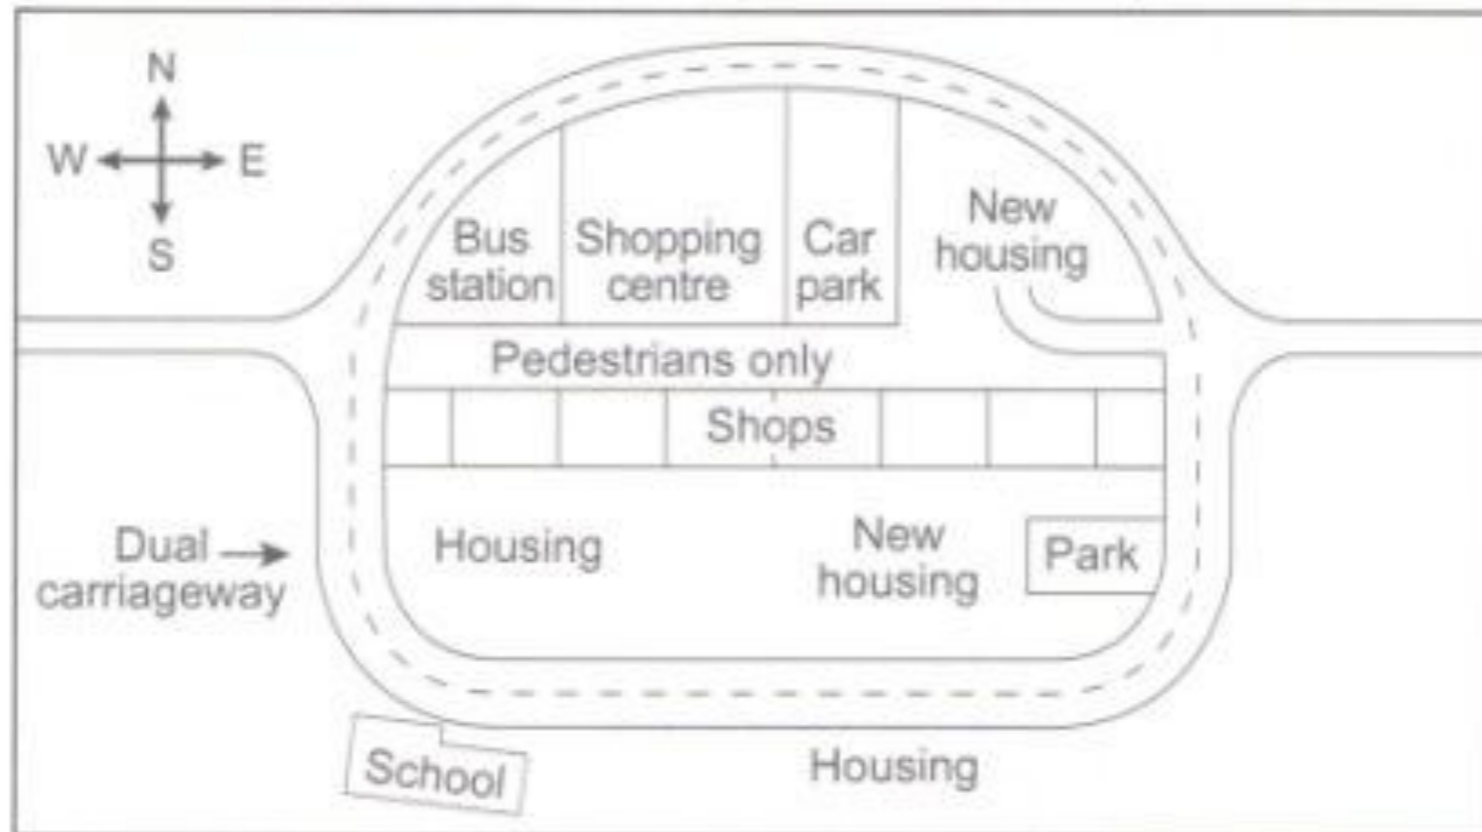 N
W E
S
Bus
station
Shopping
centre
Car
park
New
housing
Pedestrians only
Shops
Dual
carriageway
Housing
New
housing
Park
School
Housing